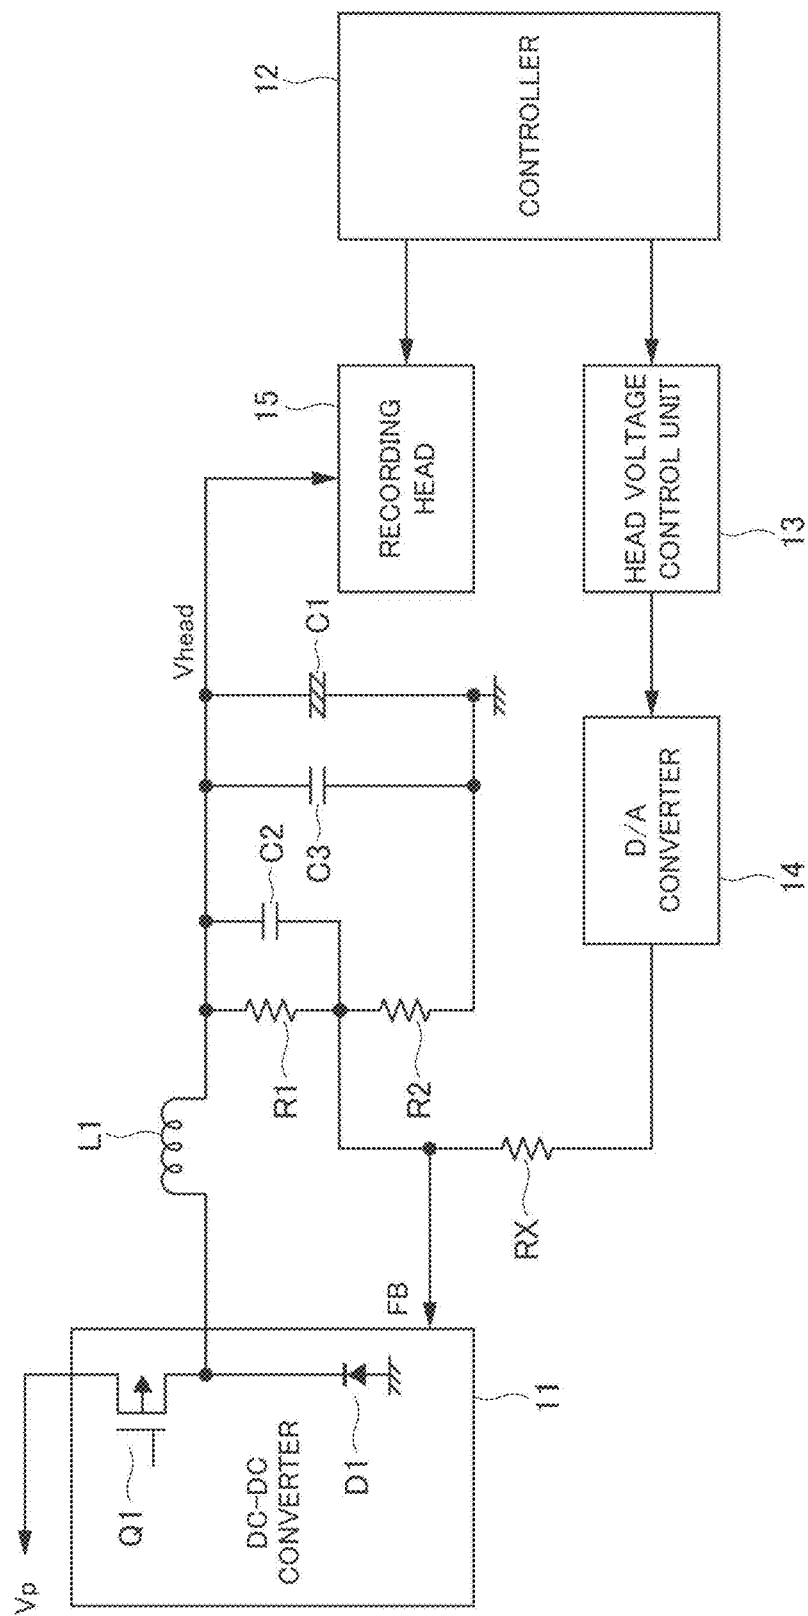 Vp
Q1
DC-DC
CONVERTER
D1
11
FB
L1
R1
R2
RX
C2
C3
C1
Vhead
15
RECORDING
HEAD
12
CONTROLLER
HEAD VOLTAGE
CONTROL UNIT
13
D/A
CONVERTER
14